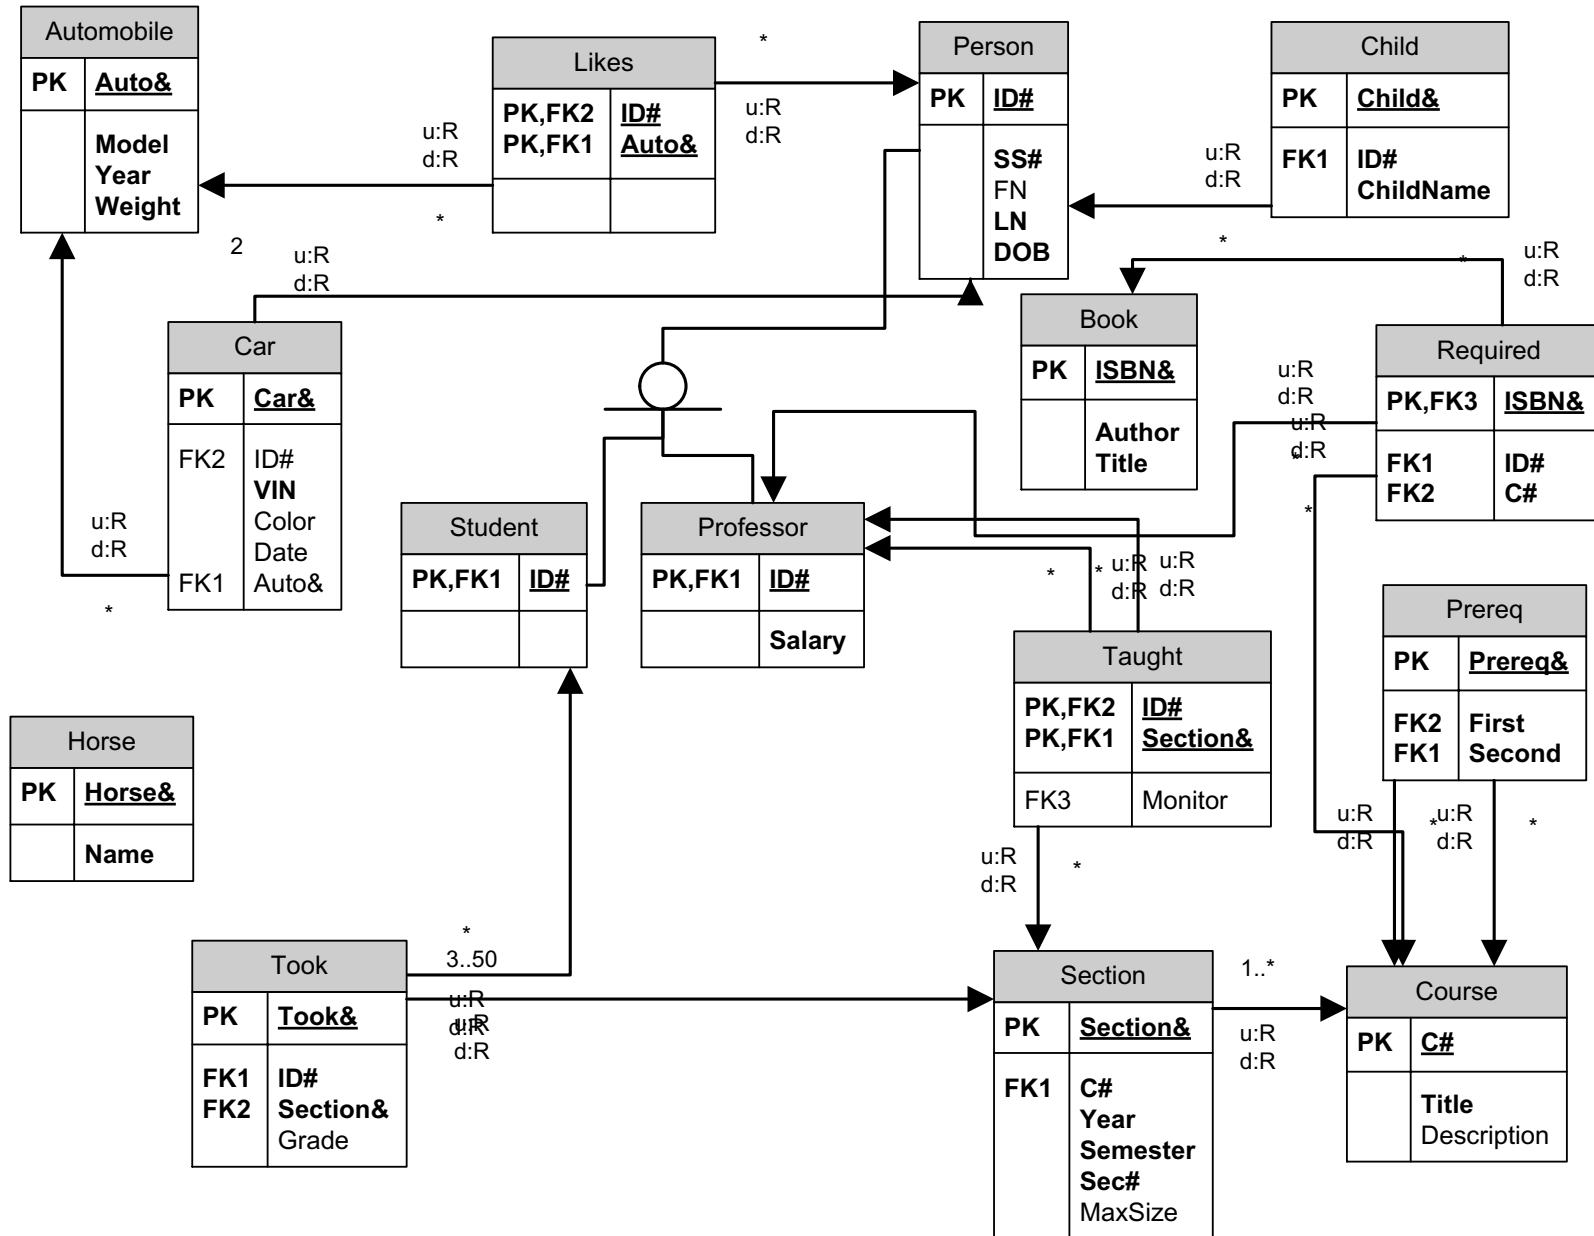 Automobile
PK Auto&
Model
Year
Weight
Likes
PK,FK2 ID#
PK,FK1 Auto&
Person
PK ID#
SS#
FN
LN
DOB
Child
PK Child&
FK1 ID#
ChildName
*
u:R
d:R
u:R
d:R
u:R
d:R
*
2
u:R
d:R
*
*
u:R
d:R
Car
PK Car&
FK2 ID#
VIN
Color
Date
FK1 Auto&
u:R
d:R
*
Book
PK ISBN&
Author
Title
Required
PK,FK3 ISBN&
FK1 ID#
FK2 C#
u:R
d:R
u:R
d:R
*
*
Student
PK,FK1 ID#
Professor
PK,FK1 ID#
Salary
*
*
u:R
d:R
u:R
d:R
Taught
PK,FK2 ID#
PK,FK1 Section&
FK3 Monitor
Prereq
PK Prereq&
FK2 First
FK1 Second
Horse
PK Horse&
Name
u:R
d:R
*
u:R
d:R
*
u:R
d:R
*
Took
PK Took&
FK1 ID#
FK2 Section&
Grade
*
3..50
u:R
d:R
u:R
d:R
Section
PK Section&
FK1 C#
Year
Semester
Sec#
MaxSize
1..*
u:R
d:R
Course
PK C#
Title
Description